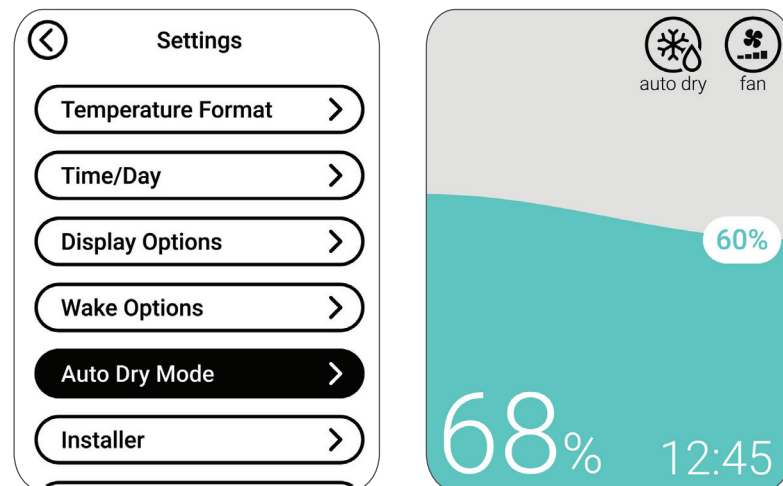 Settings
Temperature Format
Time/Day
Display Options
Wake Options
Auto Dry Mode
Installer
auto dry
fan
60%
68%
12:45